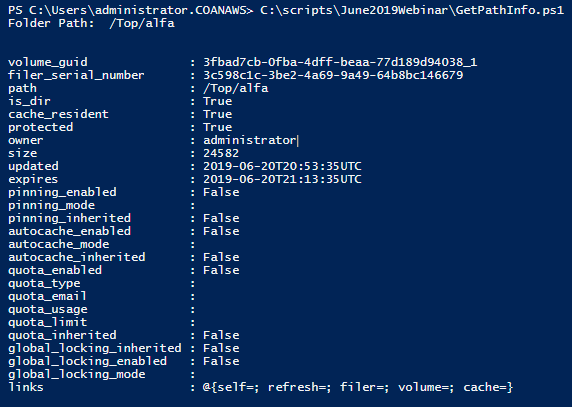 PS C:\Users\administrator.COANAWS> C:\scripts\June2019Webinar\GetPathInfo.ps1
Folder Path:  /Top/alfa
volume_guid : 3fbad7cb-0fba-4dff-beaa-77d189d94038_1
filer_serial_number : 3c598c1c-3be2-4a69-9a49-64b8bc146679
path : /Top/alfa
is_dir : True
cache_resident : True
protected : True
owner : administrator
size : 24582
updated : 2019-06-20T20:53:35UTC
expires : 2019-06-20T21:13:35UTC
pinning_enabled : False
pinning_mode :
pinning_inherited : False
autocache_enabled : False
autocache_mode :
autocache_inherited : False
quota_enabled : False
quota_type :
quota_email :
quota_usage :
quota_limit :
quota_inherited : False
global_locking_inherited : False
global_locking_enabled : False
global_locking_mode :
links : @{self=; refresh=; filer=; volume=; cache=}